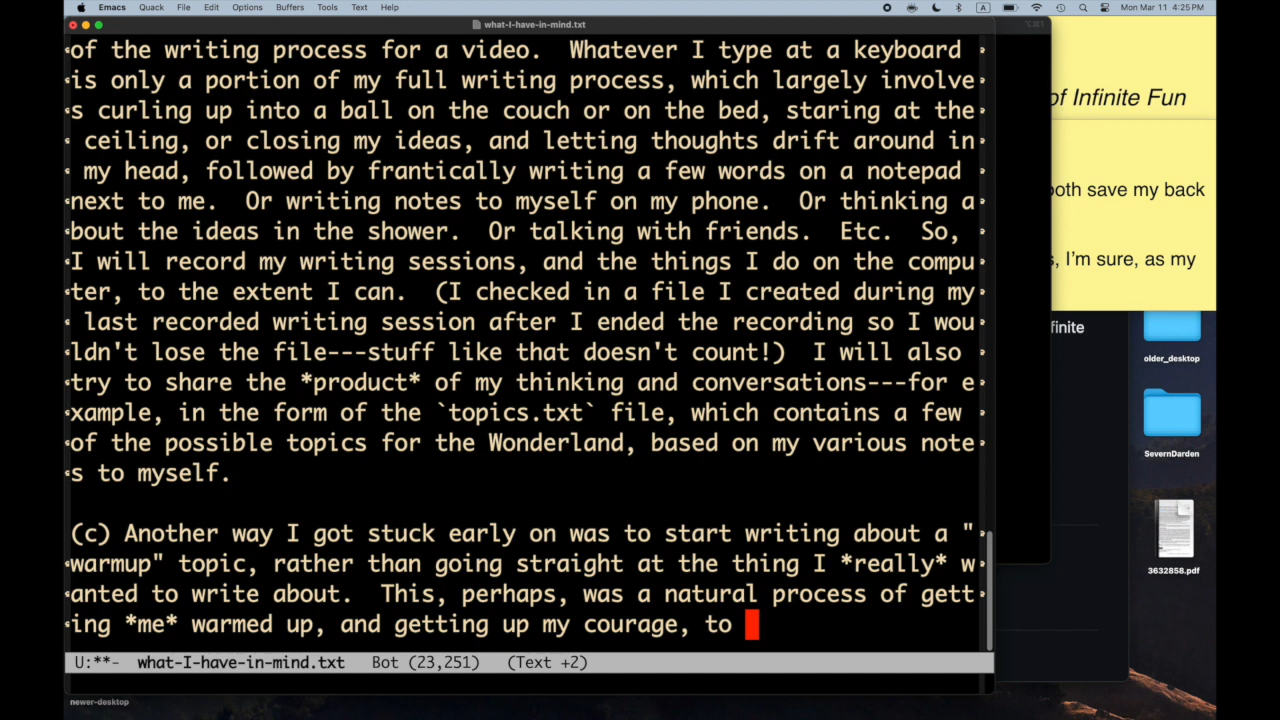 Emacs Quack File Edit Options Buffers Tools Text Help A Mon Mar 11 4:25 PM
what-I-have-in-mind.txt
⌥⌘1
of the writing process for a video.  Whatever I type at a keyboard
is only a portion of my full writing process, which largely involve
s curling up into a ball on the couch or on the bed, staring at the
ceiling, or closing my ideas, and letting thoughts drift around in
my head, followed by frantically writing a few words on a notepad
next to me.  Or writing notes to myself on my phone.  Or thinking a
bout the ideas in the shower.  Or talking with friends.  Etc.  So,
I will record my writing sessions, and the things I do on the compu
ter, to the extent I can.  (I checked in a file I created during my
last recorded writing session after I ended the recording so I wou
ldn't lose the file---stuff like that doesn't count!)  I will also
try to share the *product* of my thinking and conversations---for e
xample, in the form of the `topics.txt` file, which contains a few
of the possible topics for the Wonderland, based on my various note
s to myself.
(c) Another way I got stuck early on was to start writing about a "
warmup" topic, rather than going straight at the thing I *really* w
anted to write about.  This, perhaps, was a natural process of gett
ing *me* warmed up, and getting up my courage, to
U:**-  what-I-have-in-mind.txt   Bot (23,251)   (Text +2)
newer-desktop
of Infinite Fun
both save my back
s, I'm sure, as my
finite
older_desktop
SevernDarden
3632858.pdf